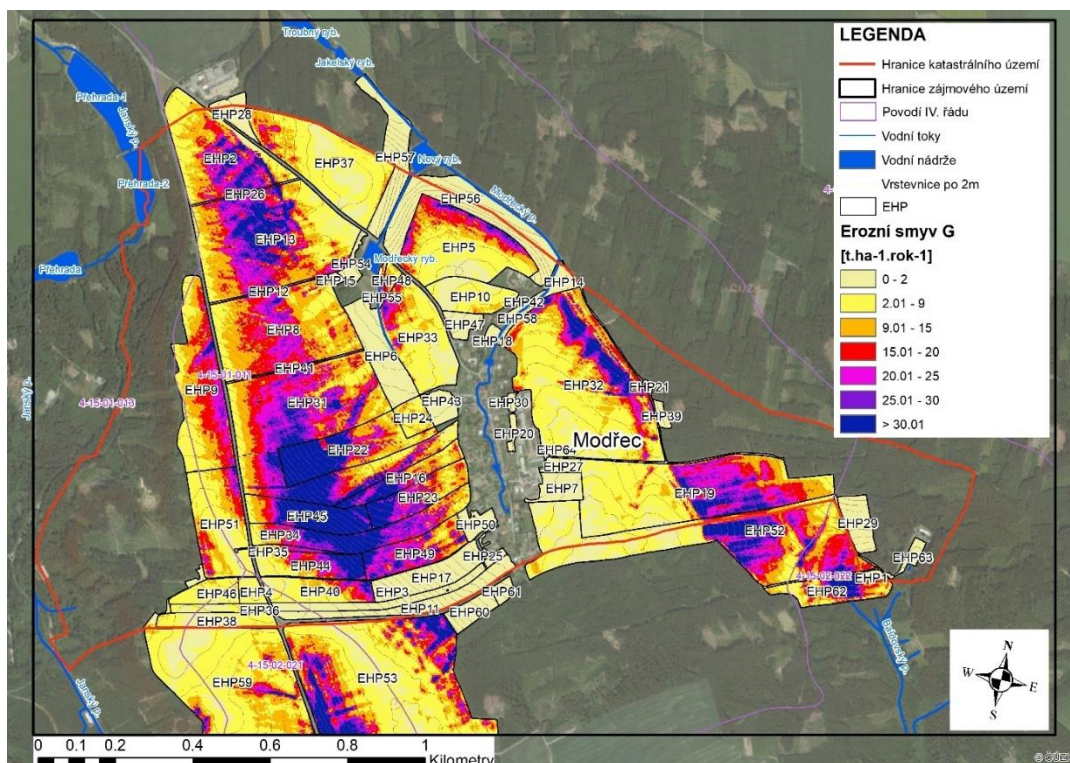 LEGENDA
Hranice katastrálního území
Hranice zájmového území
Povodí IV. řádu
Vodní toky
Vodní nádrže
Vrstevnice po 2m
EHP
Erozní smyv G
[t.ha-1.rok-1]
0 - 2
2.01 - 9
9.01 - 15
15.01 - 20
20.01 - 25
25.01 - 30
> 30.01
Troubný ryb.
Jakelský ryb.
Přehrada-1
Janský p.
EHP28
EHP2
EHP37
EHP57
Nový ryb.
Přehrada-2
EHP26
EHP56
Modřecký p.
EHP13
EHP5
Modřecký ryb.
Přehrada
EHP54
EHP15
EHP48
EHP14
EHP12
EHP55
EHP10
EHP42
EHP8
EHP33
EHP47
EHP58
EHP18
EHP6
EHP41
4-15-01-011
EHP9
EHP32
EHP21
Janský p.
4-15-01-013
EHP31
EHP43
EHP30
EHP24
EHP39
EHP20
EHP22
Modřec
EHP64
EHP16
EHP27
EHP23
EHP7
EHP19
EHP45
EHP51
EHP34
EHP50
EHP52
EHP29
EHP35
EHP49
EHP25
EHP63
EHP44
EHP17
4-15-02-022
EHP1
EHP46
EHP4
EHP40
EHP3
EHP61
EHP62
EHP36
EHP11
EHP60
EHP38
4-15-02-021
EHP59
EHP53
Janský p.
N
W
E
S
0 0.1 0.2 0.4 0.6 0.8 1
Kilometry